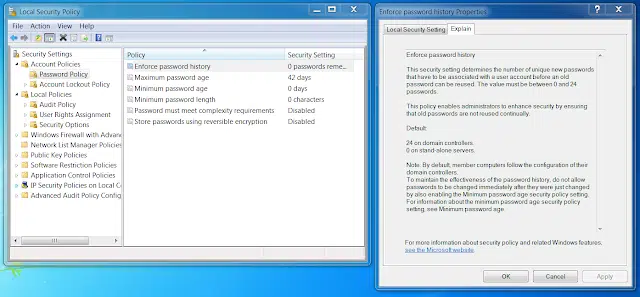 Local Security Policy
File Action View Help
Security Settings
Account Policies
Password Policy
Account Lockout Policy
Local Policies
Audit Policy
User Rights Assignment
Security Options
Windows Firewall with Advan
Network List Manager Policies
Public Key Policies
Software Restriction Policies
Application Control Policies
IP Security Policies on Local C
Advanced Audit Policy Config
Policy Security Setting
Enforce password history 0 passwords reme...
Maximum password age 42 days
Minimum password age 0 days
Minimum password length 0 characters
Password must meet complexity requirements Disabled
Store passwords using reversible encryption Disabled
Enforce password history Properties
Local Security Setting Explain
Enforce password history
This security setting determines the number of unique new passwords
that have to be associated with a user account before an old
password can be reused. The value must be between 0 and 24
passwords.
This policy enables administrators to enhance security by ensuring
that old passwords are not reused continually.
Default:
24 on domain controllers.
0 on stand-alone servers.
Note: By default, member computers follow the configuration of their
domain controllers.
To maintain the effectiveness of the password history, do not allow
passwords to be changed immediately after they were just changed
by also enabling the Minimum password age security policy setting.
For information about the minimum password age security policy
setting, see Minimum password age.
For more information about security policy and related Windows features,
see the Microsoft website.
OK Cancel Apply